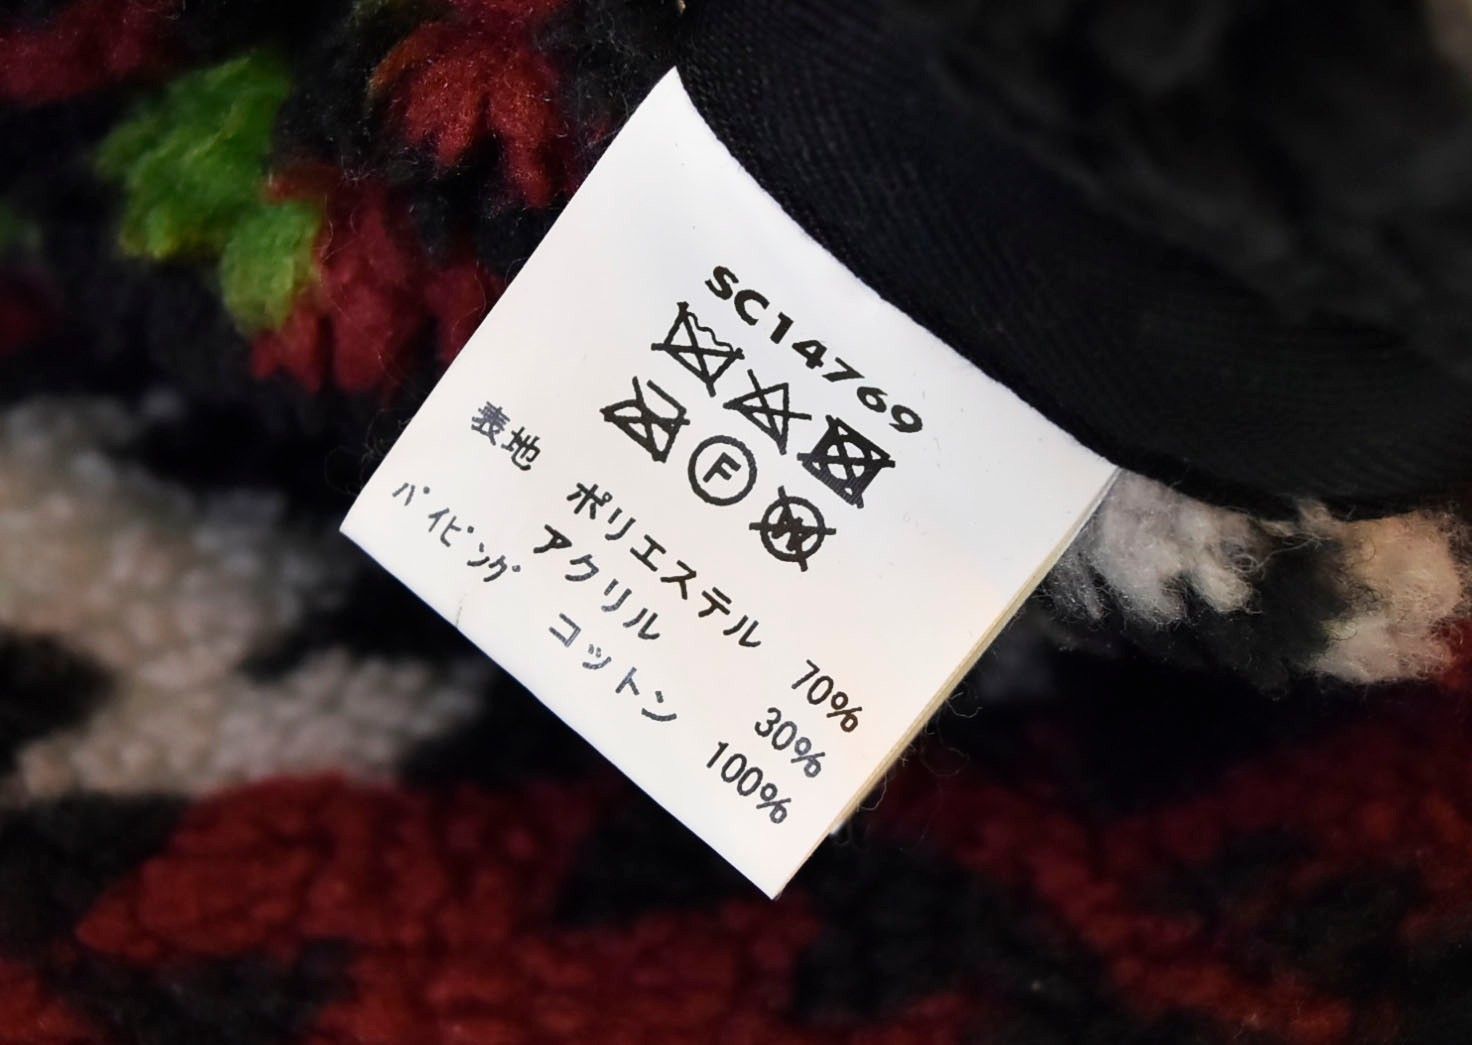 SC14769
F
W
表地 ポリエステル 70%
アクリル 30%
パイピング コットン 100%